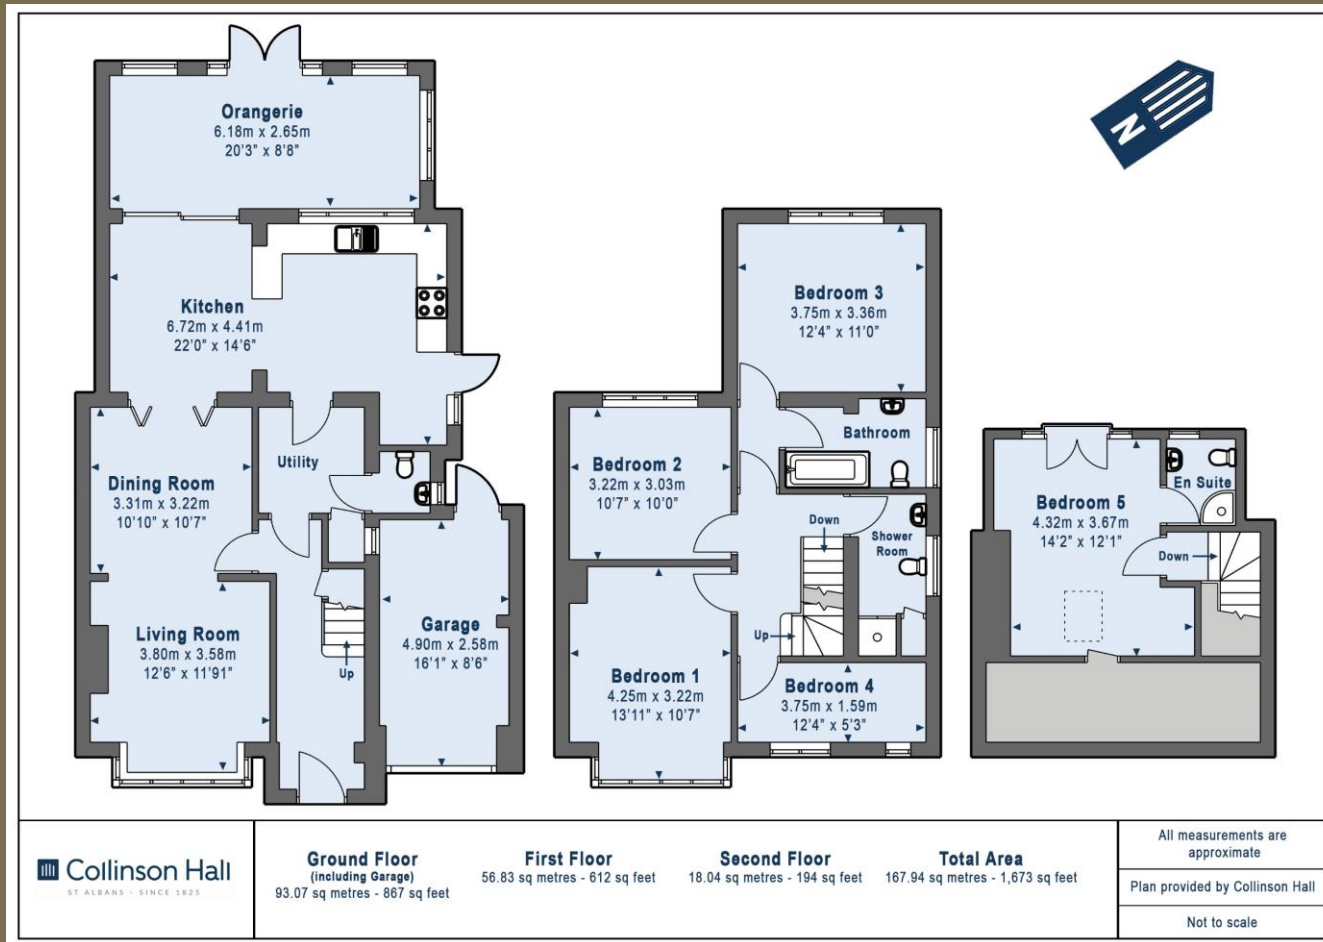 Orangerie
6.18m x 2.65m
20'3" x 8'8"
Kitchen
6.72m x 4.41m
22'0" x 14'6"
Dining Room
3.31m x 3.22m
10'10" x 10'7"
Utility
Living Room
3.80m x 3.58m
12'6" x 11'91"
Up
Garage
4.90m x 2.58m
16'1" x 8'6"
Bedroom 3
3.75m x 3.36m
12'4" x 11'0"
Bathroom
Bedroom 2
3.22m x 3.03m
10'7" x 10'0"
Down
Shower
Room
Up
Bedroom 1
4.25m x 3.22m
13'11" x 10'7"
Bedroom 4
3.75m x 1.59m
12'4" x 5'3"
N
En Suite
Bedroom 5
4.32m x 3.67m
14'2" x 12'1"
Down
Collinson Hall
ST ALBANS - SINCE 1825
Ground Floor
(including Garage)
93.07 sq metres - 867 sq feet
First Floor
56.83 sq metres - 612 sq feet
Second Floor
18.04 sq metres - 194 sq feet
Total Area
167.94 sq metres - 1,673 sq feet
All measurements are
approximate
Plan provided by Collinson Hall
Not to scale